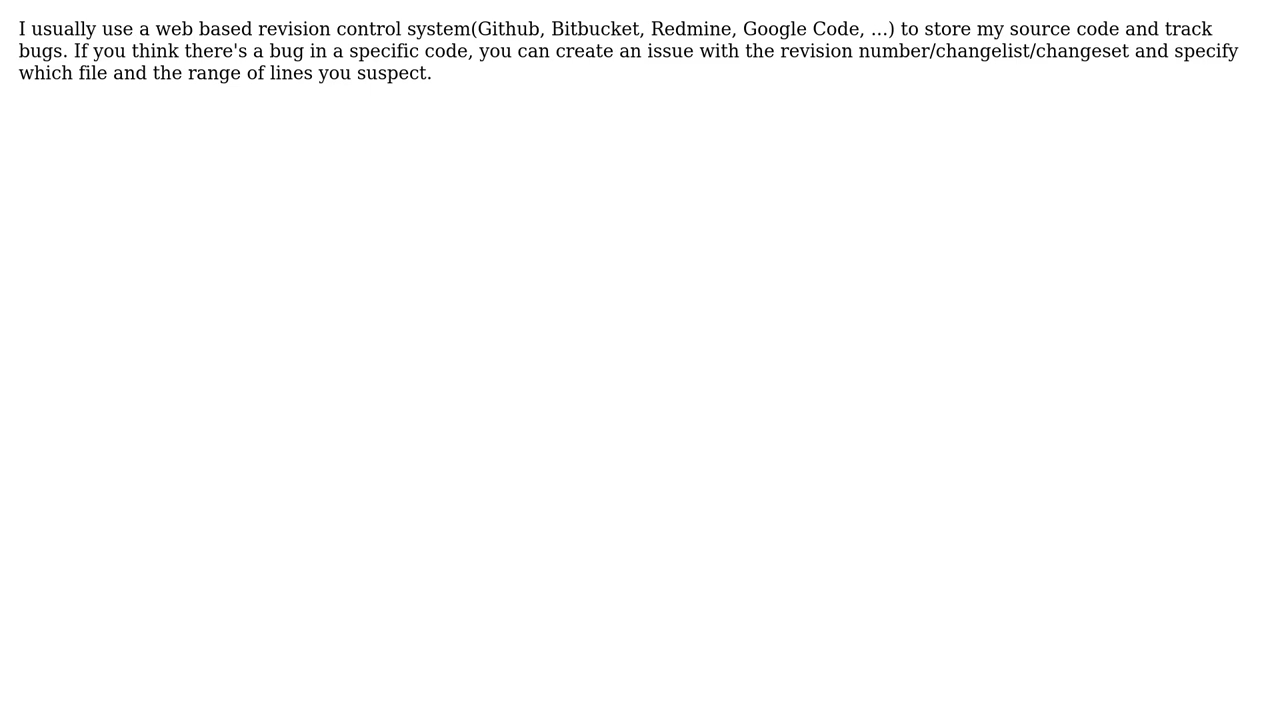 I usually use a web based revision control system(Github, Bitbucket, Redmine, Google Code, ...) to store my source code and track
bugs. If you think there's a bug in a specific code, you can create an issue with the revision number/changelist/changeset and specify
which file and the range of lines you suspect.